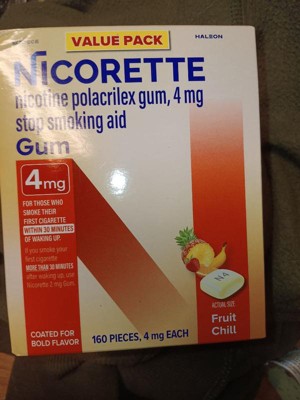 VALUE PACK
HALEON
NICORETTE
nicotine polacrilex gum, 4 mg
stop smoking aid
Gum
4 mg
FOR THOSE WHO
SMOKE THEIR
FIRST CIGARETTE
WITHIN 30 MINUTES
OF WAKING UP.
If you smoke your
first cigarette
MORE THAN 30 MINUTES
after waking up, use
Nicorette 2 mg Gum.
N4
ACTUAL SIZE
Fruit
Chill
COATED FOR
BOLD FLAVOR
160 PIECES, 4 mg EACH